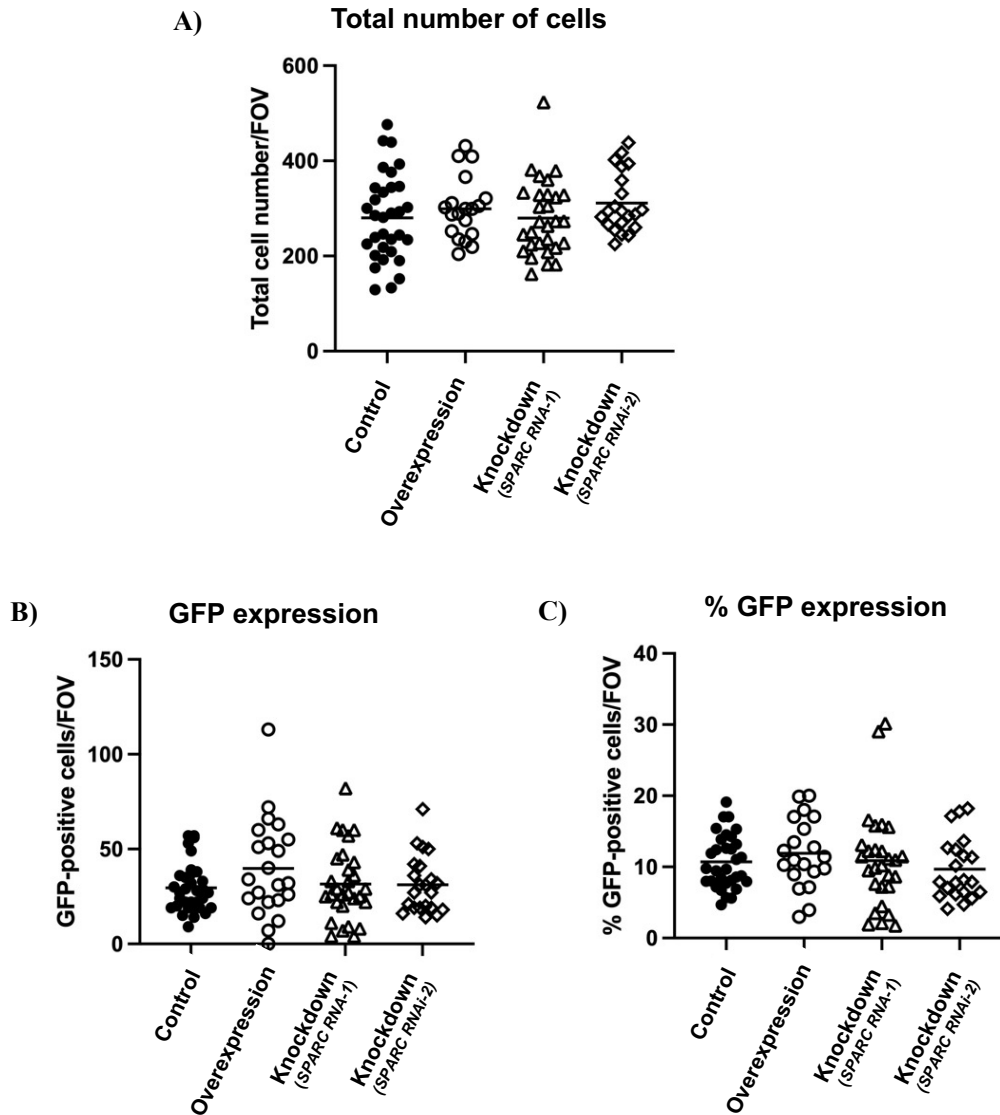 A)
Total number of cells
Total cell number/FOV
600
400
200
0
Control
Overexpression
Knockdown
(SPARC RNA-1)
Knockdown
(SPARC RNAi-2)
B)
GFP expression
GFP-positive cells/FOV
150
100
50
0
Control
Overexpression
Knockdown
(SPARC RNA-1)
Knockdown
(SPARC RNAi-2)
C)
% GFP expression
% GFP-positive cells/FOV
40
30
20
10
0
Control
Overexpression
Knockdown
(SPARC RNA-1)
Knockdown
(SPARC RNAi-2)